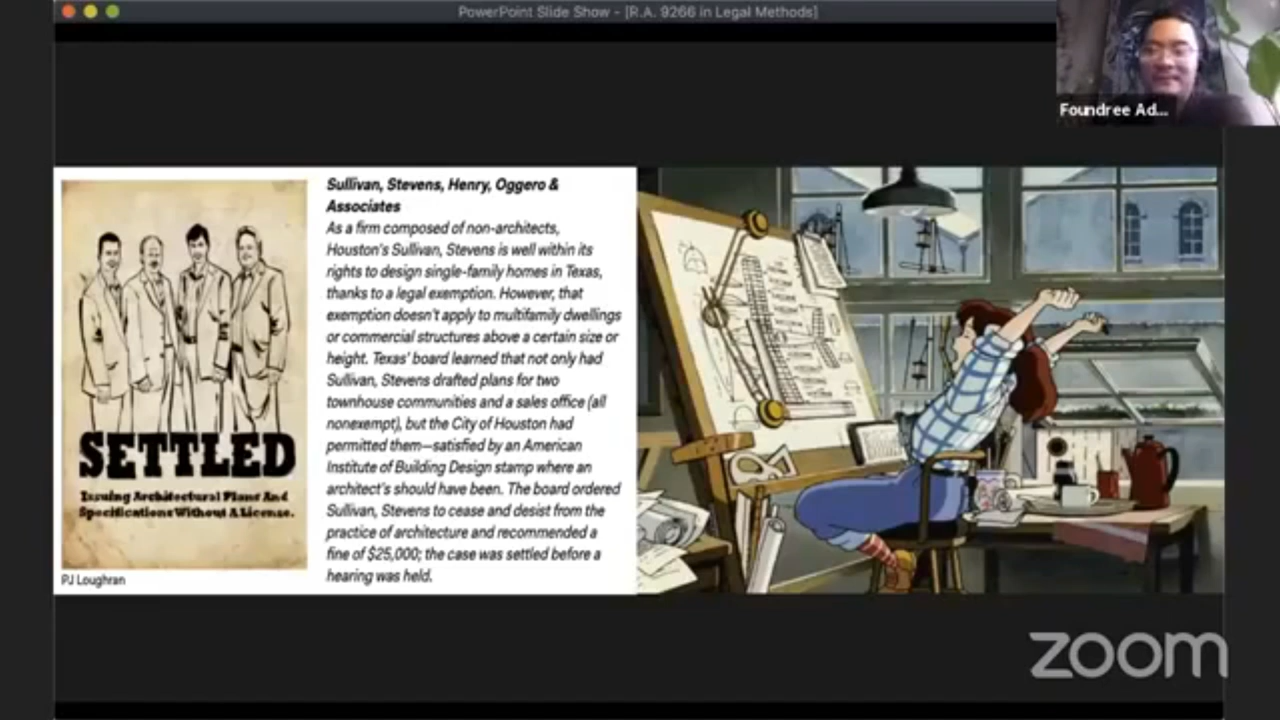 PowerPoint Slide Show - [R.A. 9266 in Legal Methods]
Foundree Ad...
Sullivan, Stevens, Henry, Oggero &
Associates
As a firm composed of non-architects,
Houston's Sullivan, Stevens is well within its
rights to design single-family homes in Texas,
thanks to a legal exemption. However, that
exemption doesn't apply to multifamily dwellings
or commercial structures above a certain size or
height. Texas' board learned that not only had
Sullivan, Stevens drafted plans for two
townhouse communities and a sales office (all
nonexempt), but the City of Houston had
permitted them—satisfied by an American
Institute of Building Design stamp where an
architect's should have been. The board ordered
Sullivan, Stevens to cease and desist from the
practice of architecture and recommended a
fine of $25,000; the case was settled before a
hearing was held.
SETTLED
Issuing Architectural Plans And
Specifications Without A License.
PJ Loughran
zoom